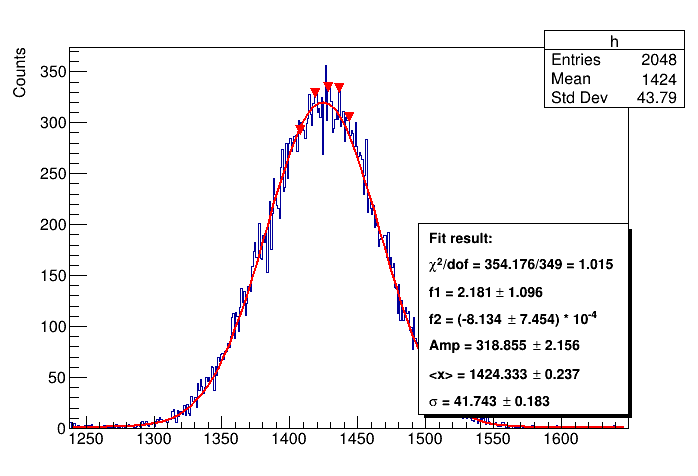 h
Entries 2048
Mean 1424
Std Dev 43.79
Counts
350
300
250
200
150
100
50
0
Fit result:
χ²/dof = 354.176/349 = 1.015
f1 = 2.181 ± 1.096
f2 = (-8.134 ± 7.454) * 10⁻⁴
Amp = 318.855 ± 2.156
<x> = 1424.333 ± 0.237
σ = 41.743 ± 0.183
1250 1300 1350 1400 1450 1500 1550 1600